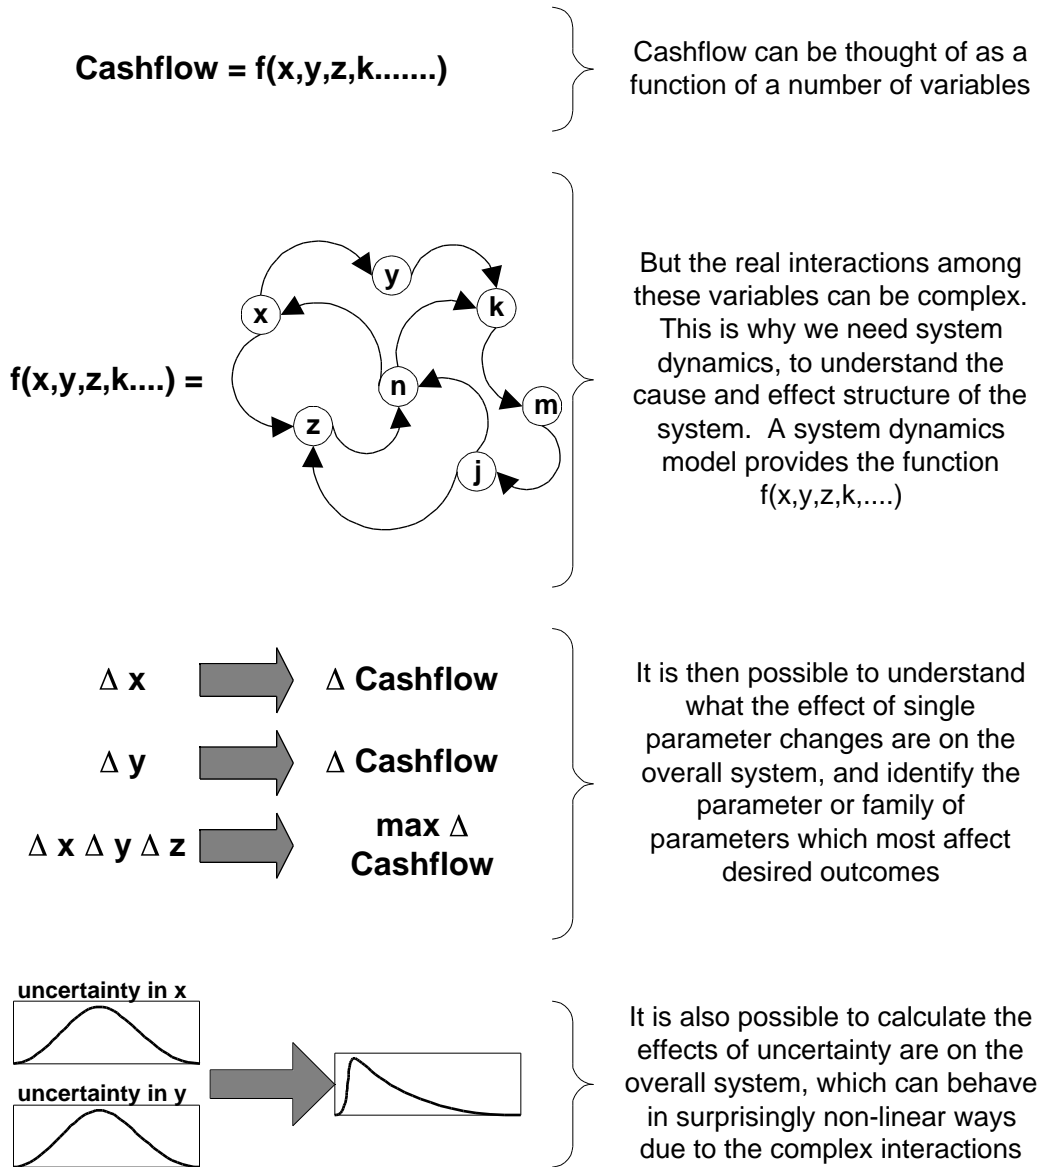 Cashflow = f(x,y,z,k.......)
Cashflow can be thought of as a
function of a number of variables
f(x,y,z,k....) =
x
y
k
n
z
m
j
But the real interactions among
these variables can be complex.
This is why we need system
dynamics, to understand the
cause and effect structure of the
system. A system dynamics
model provides the function
f(x,y,z,k,....)
Δ x
Δ Cashflow
Δ y
Δ Cashflow
Δ x Δ y Δ z
max Δ
Cashflow
It is then possible to understand
what the effect of single
parameter changes are on the
overall system, and identify the
parameter or family of
parameters which most affect
desired outcomes
uncertainty in x
uncertainty in y
It is also possible to calculate the
effects of uncertainty are on the
overall system, which can behave
in surprisingly non-linear ways
due to the complex interactions